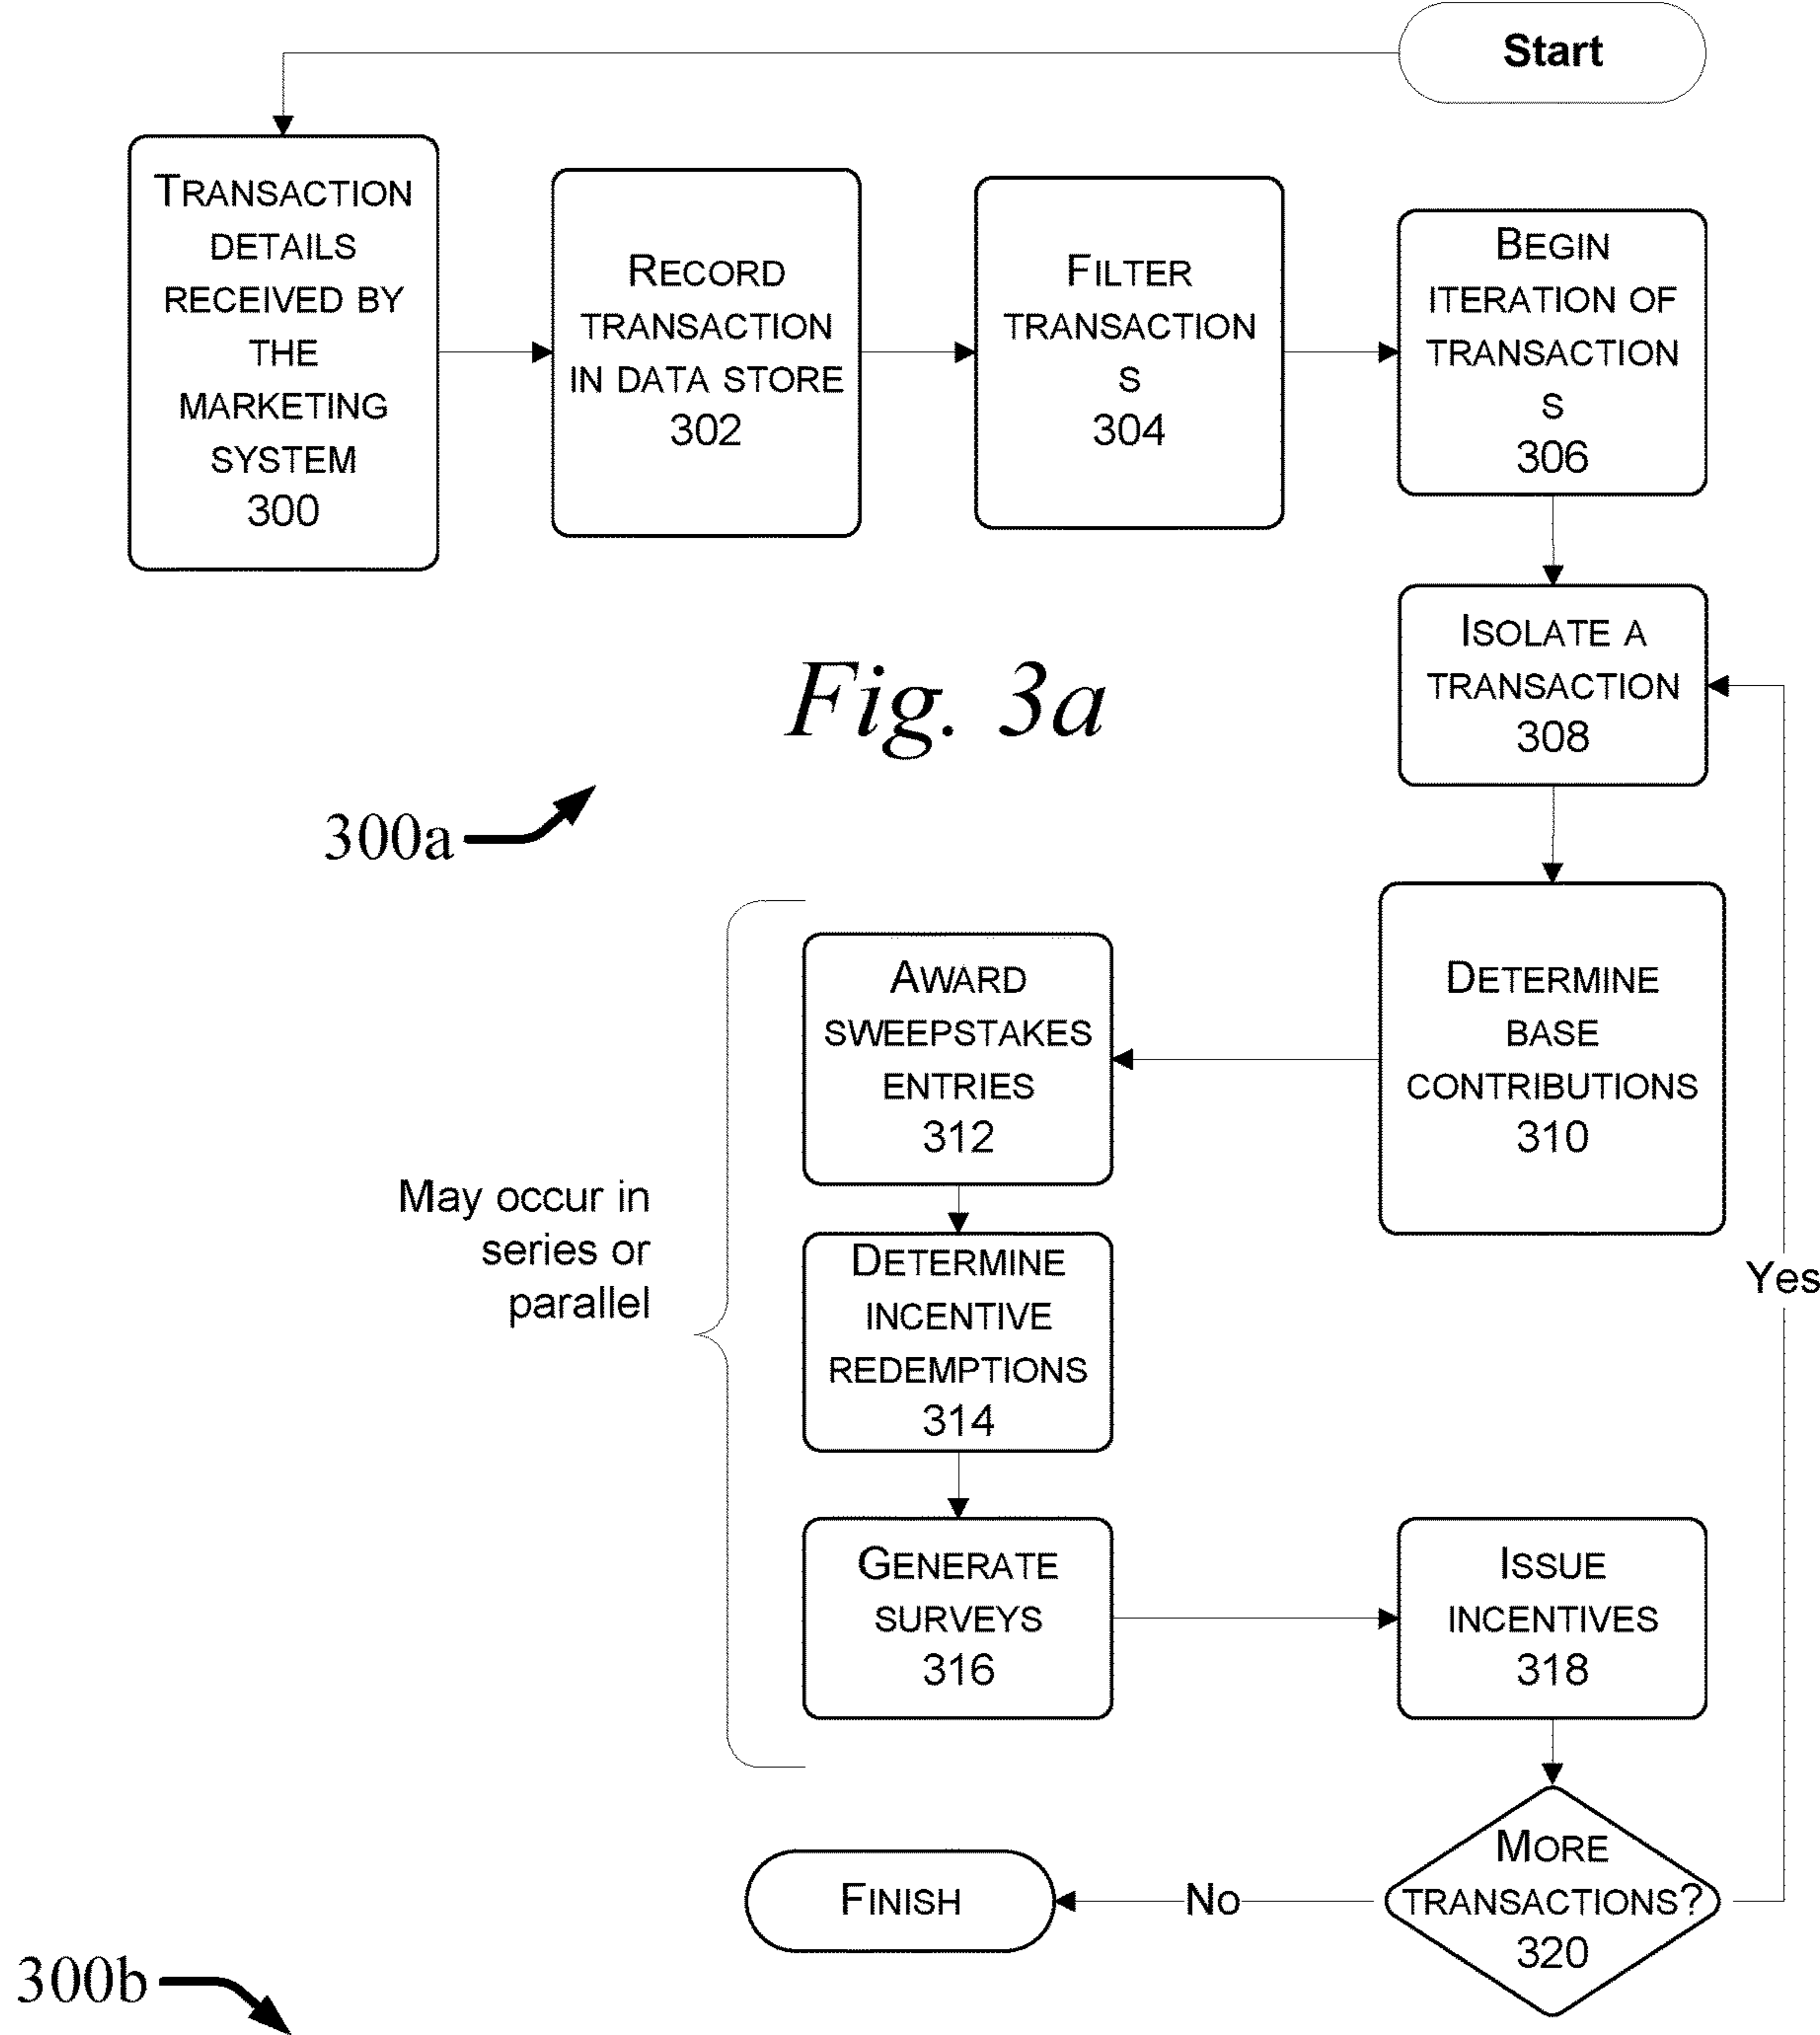 Start
TRANSACTION
DETAILS
RECEIVED BY
THE
MARKETING
SYSTEM
300
RECORD
TRANSACTION
IN DATA STORE
302
FILTER
TRANSACTION
S
304
BEGIN
ITERATION OF
TRANSACTION
S
306
ISOLATE A
TRANSACTION
308
Fig. 3a
300a
DETERMINE
BASE
CONTRIBUTIONS
310
AWARD
SWEEPSTAKES
ENTRIES
312
May occur in
series or
parallel
DETERMINE
INCENTIVE
REDEMPTIONS
314
Yes
GENERATE
SURVEYS
316
ISSUE
INCENTIVES
318
MORE
TRANSACTIONS?
320
No
FINISH
300b